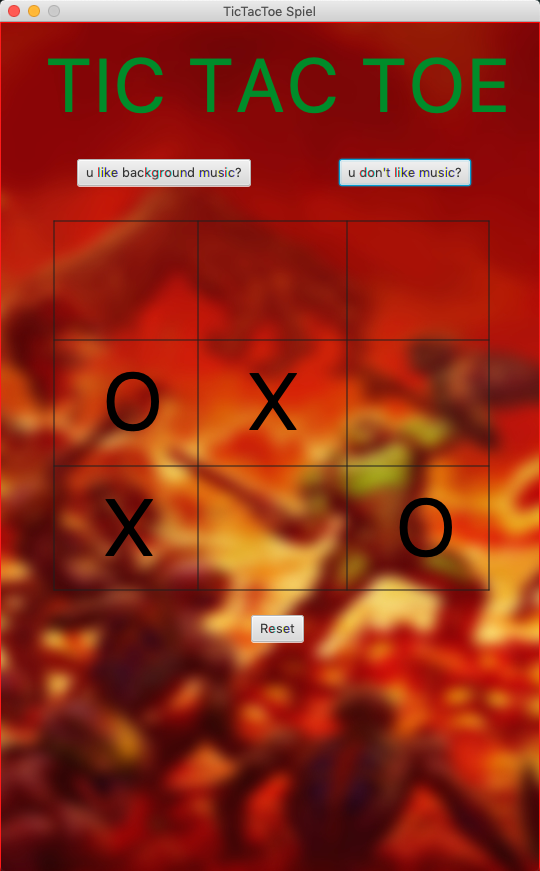 TicTacToe Spiel
TIC TAC TOE
u like background music? u don't like music?
O X
X O
Reset